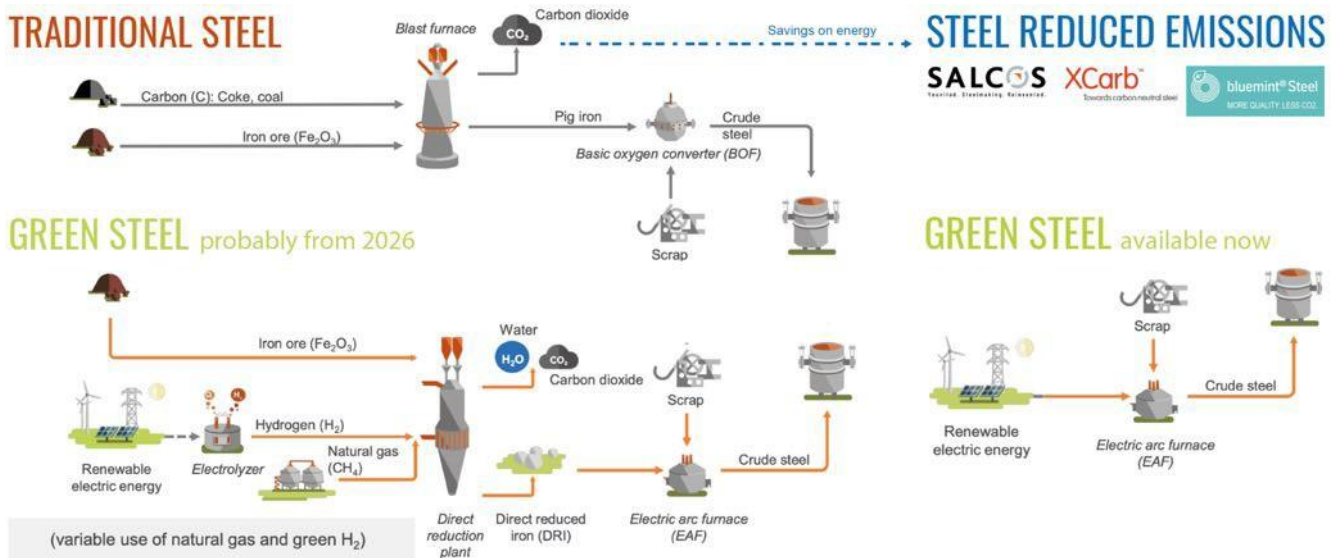 TRADITIONAL STEEL
Blast furnace
Carbon dioxide
CO₂
Savings on energy
STEEL REDUCED EMISSIONS
SALCOS
Youvivid. Steelmaking. Reinvented.
XCarb™
Towards carbon neutral steel
bluemint® Steel
MORE QUALITY. LESS CO2.
Carbon (C): Coke, coal
Iron ore (Fe₂O₃)
Pig iron
Crude
steel
Basic oxygen converter (BOF)
Scrap
GREEN STEEL probably from 2026
Iron ore (Fe₂O₃)
Water
H₂O
CO₂
Carbon dioxide
Scrap
Hydrogen (H₂)
H₂
Natural gas
(CH₄)
Renewable
electric energy
Electrolyzer
Crude steel
Direct
reduction
plant
Direct reduced
iron (DRI)
Electric arc furnace
(EAF)
(variable use of natural gas and green H₂)
GREEN STEEL available now
Scrap
Crude steel
Renewable
electric energy
Electric arc furnace
(EAF)